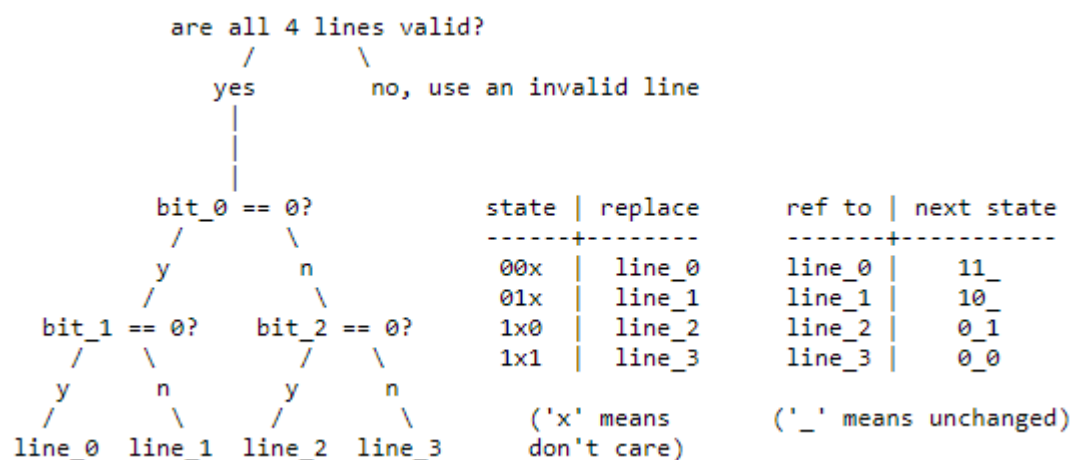 are all 4 lines valid?
/ \
yes no, use an invalid line
|
|
|
bit_0 == 0? state | replace ref to | next state
/ \ ------+-------- -------+-----------
y n 00x | line_0 line_0 | 11_
/ \ 01x | line_1 line_1 | 10_
bit_1 == 0? bit_2 == 0? 1x0 | line_2 line_2 | 0_1
/ \ / \ 1x1 | line_3 line_3 | 0_0
y n y n
/ \ / \ ('x' means ('_' means unchanged)
line_0 line_1 line_2 line_3 don't care)